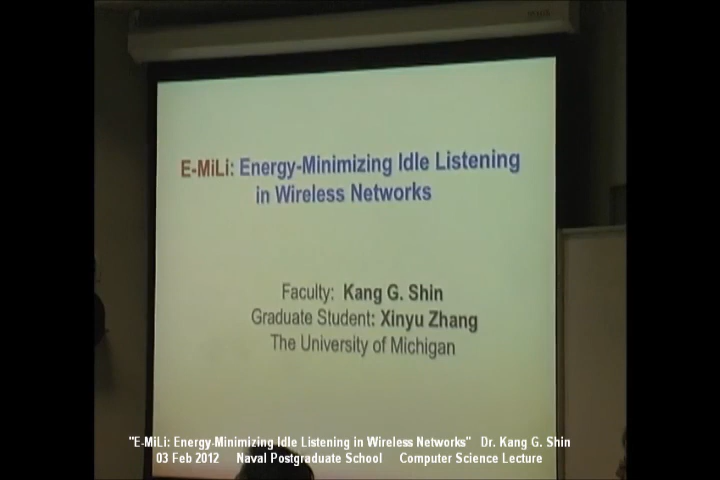 E-MiLi: Energy-Minimizing Idle Listening
in Wireless Networks
Faculty: Kang G. Shin
Graduate Student: Xinyu Zhang
The University of Michigan
"E-MiLi: Energy-Minimizing Idle Listening in Wireless Networks" Dr. Kang G. Shin
03 Feb 2012 Naval Postgraduate School Computer Science Lecture